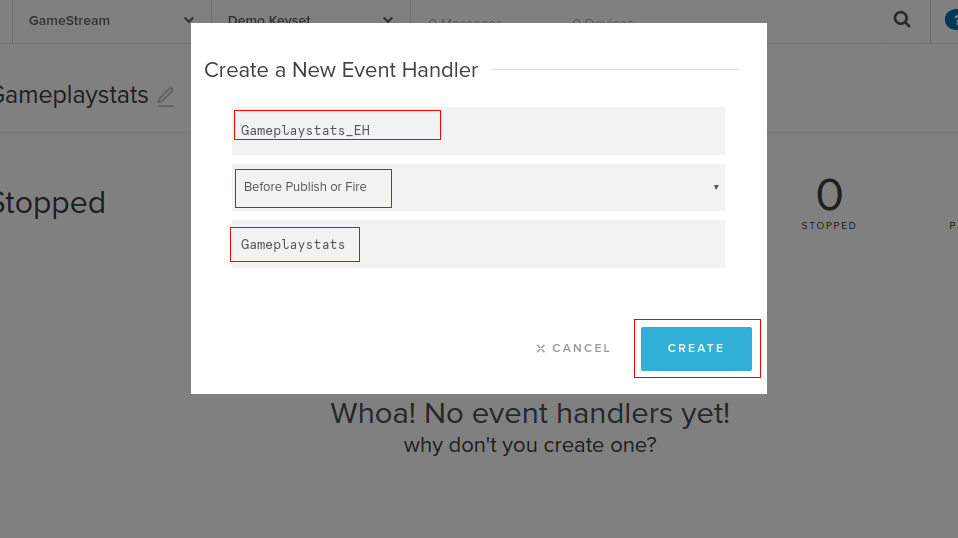 GameStream
Demo Keyset
0 Messages
0 Devices
Create a New Event Handler
Gameplaystats
Gameplaystats_EH
Before Publish or Fire
Stopped
0
STOPPED
Gameplaystats
CANCEL
CREATE
Whoa! No event handlers yet!
why don't you create one?